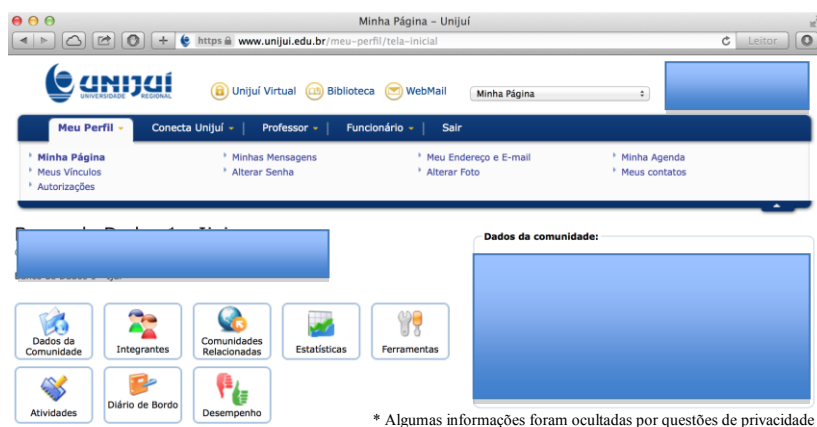 Minha Página – Unijuí
https www.unijui.edu.br/meu-perfil/tela-inicial
Leitor
UNIJUÍ
UNIVERSIDADE REGIONAL
Unijuí Virtual Biblioteca WebMail Minha Página
Meu Perfil Conecta Unijuí Professor Funcionário Sair
Minha Página Minhas Mensagens Meu Endereço e E-mail Minha Agenda
Meus Vínculos Alterar Senha Alterar Foto Meus contatos
Autorizações
Dados da comunidade:
Dados da Comunidade
Integrantes
Comunidades Relacionadas
Estatísticas
Ferramentas
Atividades
Diário de Bordo
Desempenho
* Algumas informações foram ocultadas por questões de privacidade